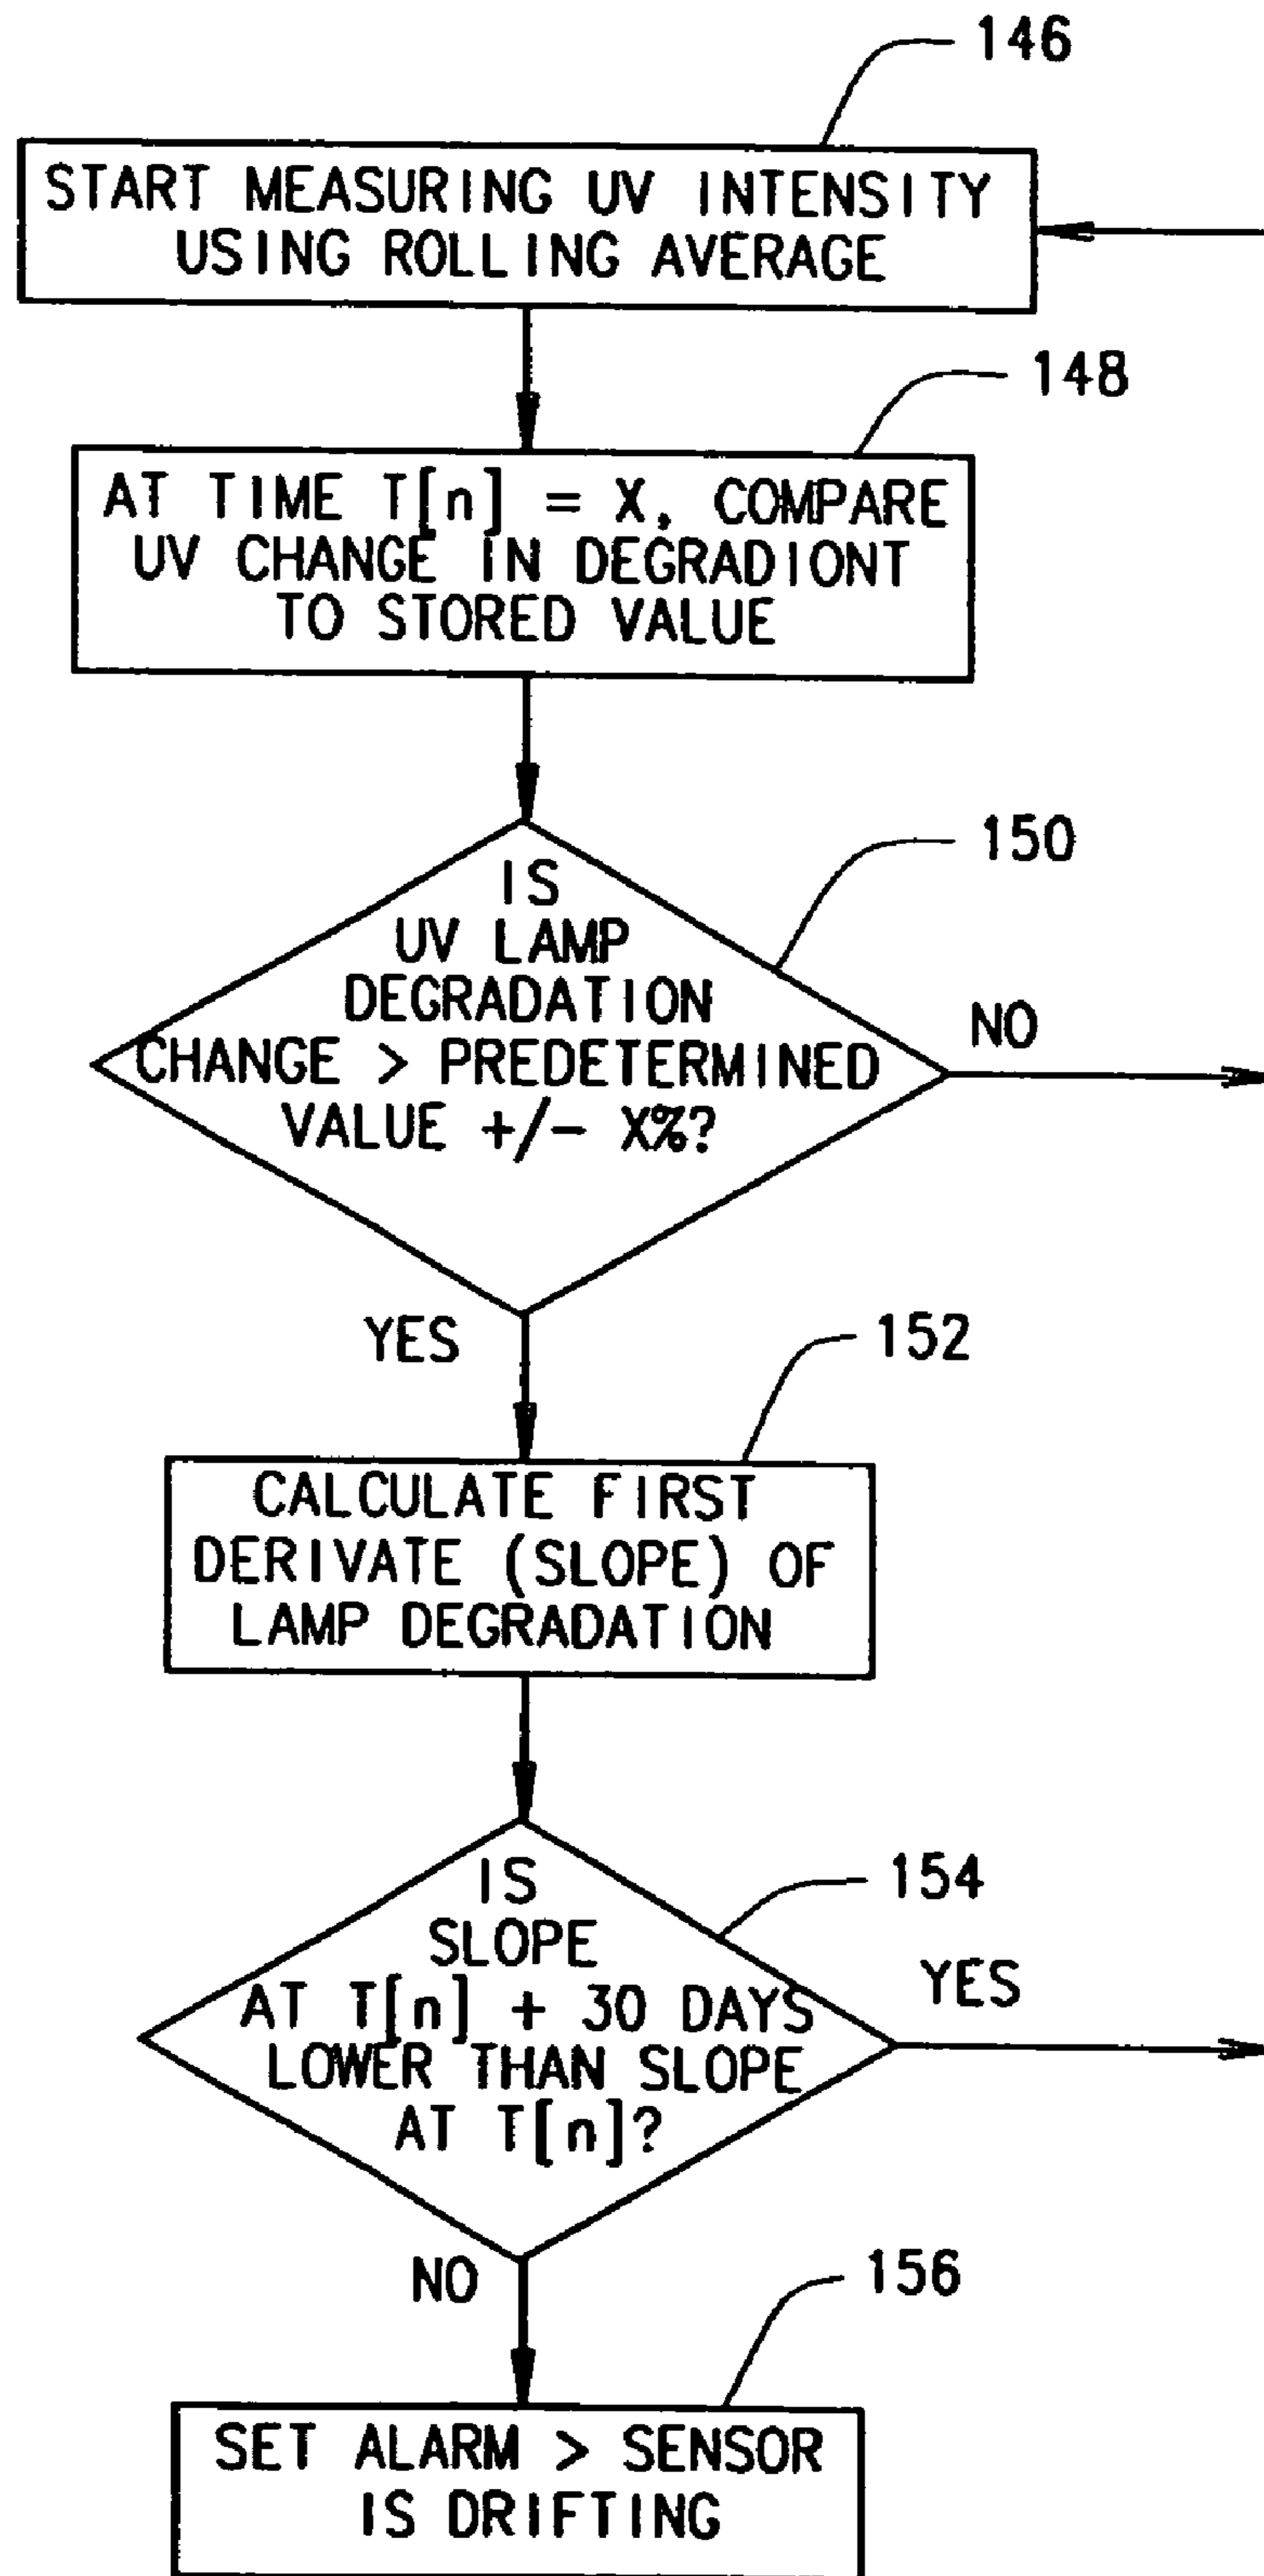 146
START MEASURING UV INTENSITY
USING ROLLING AVERAGE
148
AT TIME T[n] = X, COMPARE
UV CHANGE IN DEGRADIONT
TO STORED VALUE
150
IS
UV LAMP
DEGRADATION
CHANGE > PREDETERMINED
VALUE +/- X%?
NO
YES
152
CALCULATE FIRST
DERIVATE (SLOPE) OF
LAMP DEGRADATION
154
IS
SLOPE
AT T[n] + 30 DAYS
LOWER THAN SLOPE
AT T[n]?
YES
NO
156
SET ALARM > SENSOR
IS DRIFTING